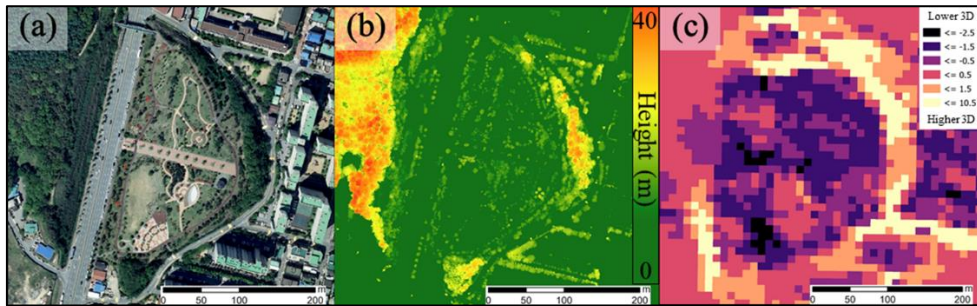 (a)
0 50 100 200 m
(b)
0 50 100 200 m
40
Height (m)
0
(c)
Lower 3D
<= -2.5
<= -1.5
<= -0.5
<= 0.5
<= 1.5
<= 10.5
Higher 3D
0 50 100 200 m